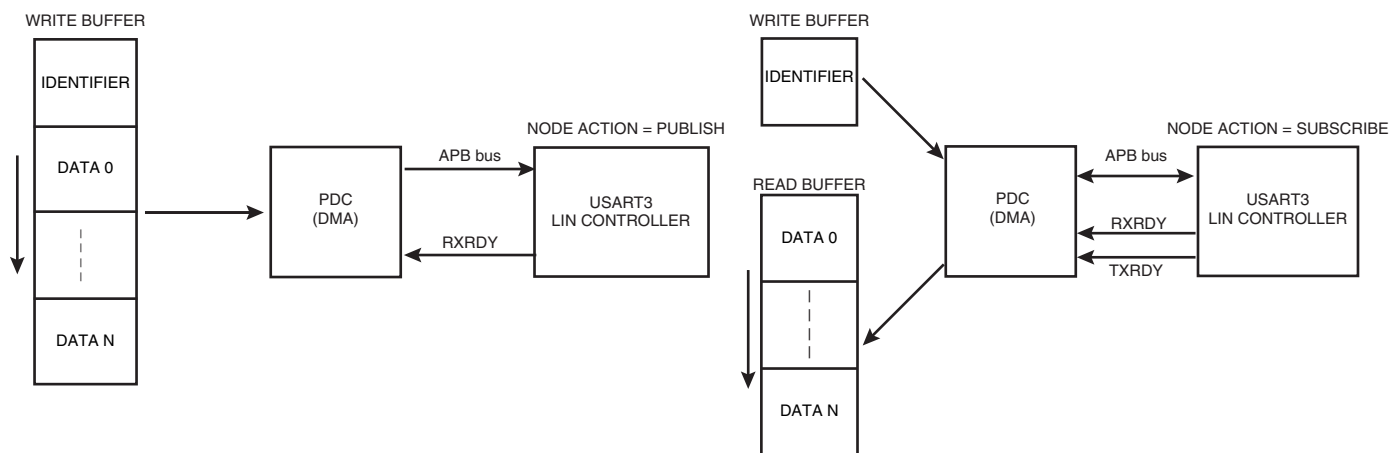 WRITE BUFFER
IDENTIFIER
DATA 0
DATA N
PDC
(DMA)
APB bus
RXRDY
NODE ACTION = PUBLISH
USART3
LIN CONTROLLER
WRITE BUFFER
IDENTIFIER
READ BUFFER
DATA 0
DATA N
PDC
(DMA)
APB bus
RXRDY
TXRDY
NODE ACTION = SUBSCRIBE
USART3
LIN CONTROLLER